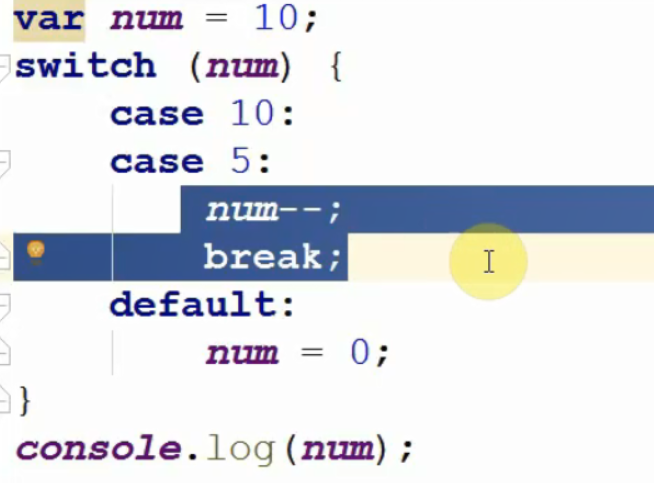 var num = 10;
switch (num) {
    case 10:
    case 5:
        num--;
        break;
    default:
        num = 0;
}
console.log(num);